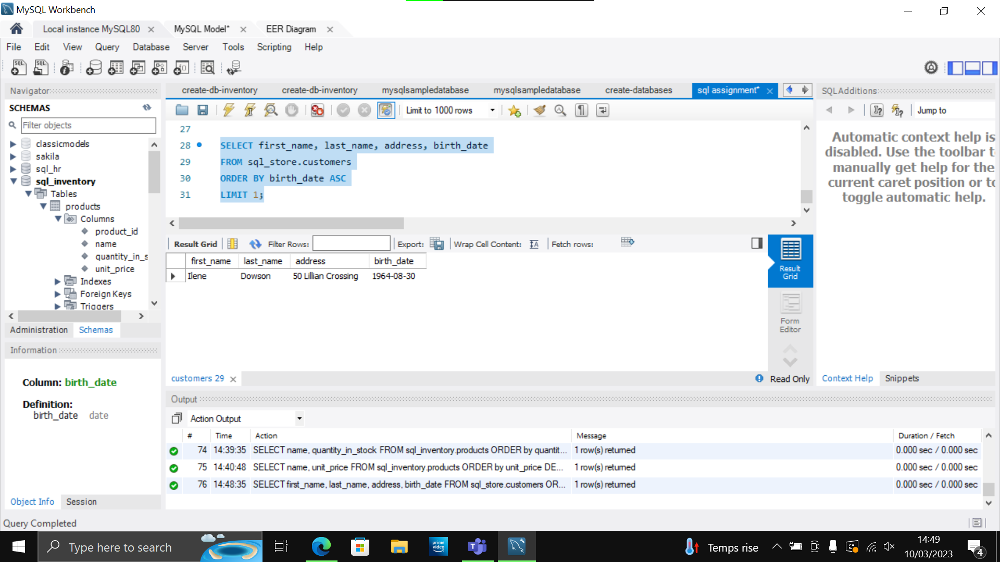 MySQL Workbench
Local instance MySQL80
MySQL Model*
EER Diagram
File Edit View Query Database Server Tools Scripting Help
Navigator
SCHEMAS
Filter objects
classicmodels
sakila
sql_hr
sql_inventory
Tables
products
Columns
product_id
name
quantity_in_s
unit_price
Indexes
Foreign Keys
Triggers
Administration Schemas
Information
Column: birth_date
Definition:
birth_date date
Object Info Session
create-db-inventory create-db-inventory mysqlsampledatabase mysqlsampledatabase create-databases sql assignment*
Limit to 1000 rows
27
28 SELECT first_name, last_name, address, birth_date
29 FROM sql_store.customers
30 ORDER BY birth_date ASC
31 LIMIT 1;
Result Grid Filter Rows: Export: Wrap Cell Content: Fetch rows:
first_name last_name address birth_date
Ilene Dowson 50 Lillian Crossing 1964-08-30
Result
Grid
Form
Editor
customers 29
Read Only
SQLAdditions
Jump to
Automatic context help is
disabled. Use the toolbar t
manually get help for the
current caret position or to
toggle automatic help.
Context Help Snippets
Output
Action Output
# Time Action Message Duration / Fetch
74 14:39:35 SELECT name, quantity_in_stock FROM sql_inventory.products ORDER by quantit... 1 row(s) returned 0.000 sec / 0.000 sec
75 14:40:48 SELECT name, unit_price FROM sql_inventory.products ORDER by unit_price DE... 1 row(s) returned 0.000 sec / 0.000 sec
76 14:48:35 SELECT first_name, last_name, address, birth_date FROM sql_store.customers OR... 1 row(s) returned 0.000 sec / 0.000 sec
Query Completed
Type here to search
prime
video
Temps rise
14:49
10/03/2023
4